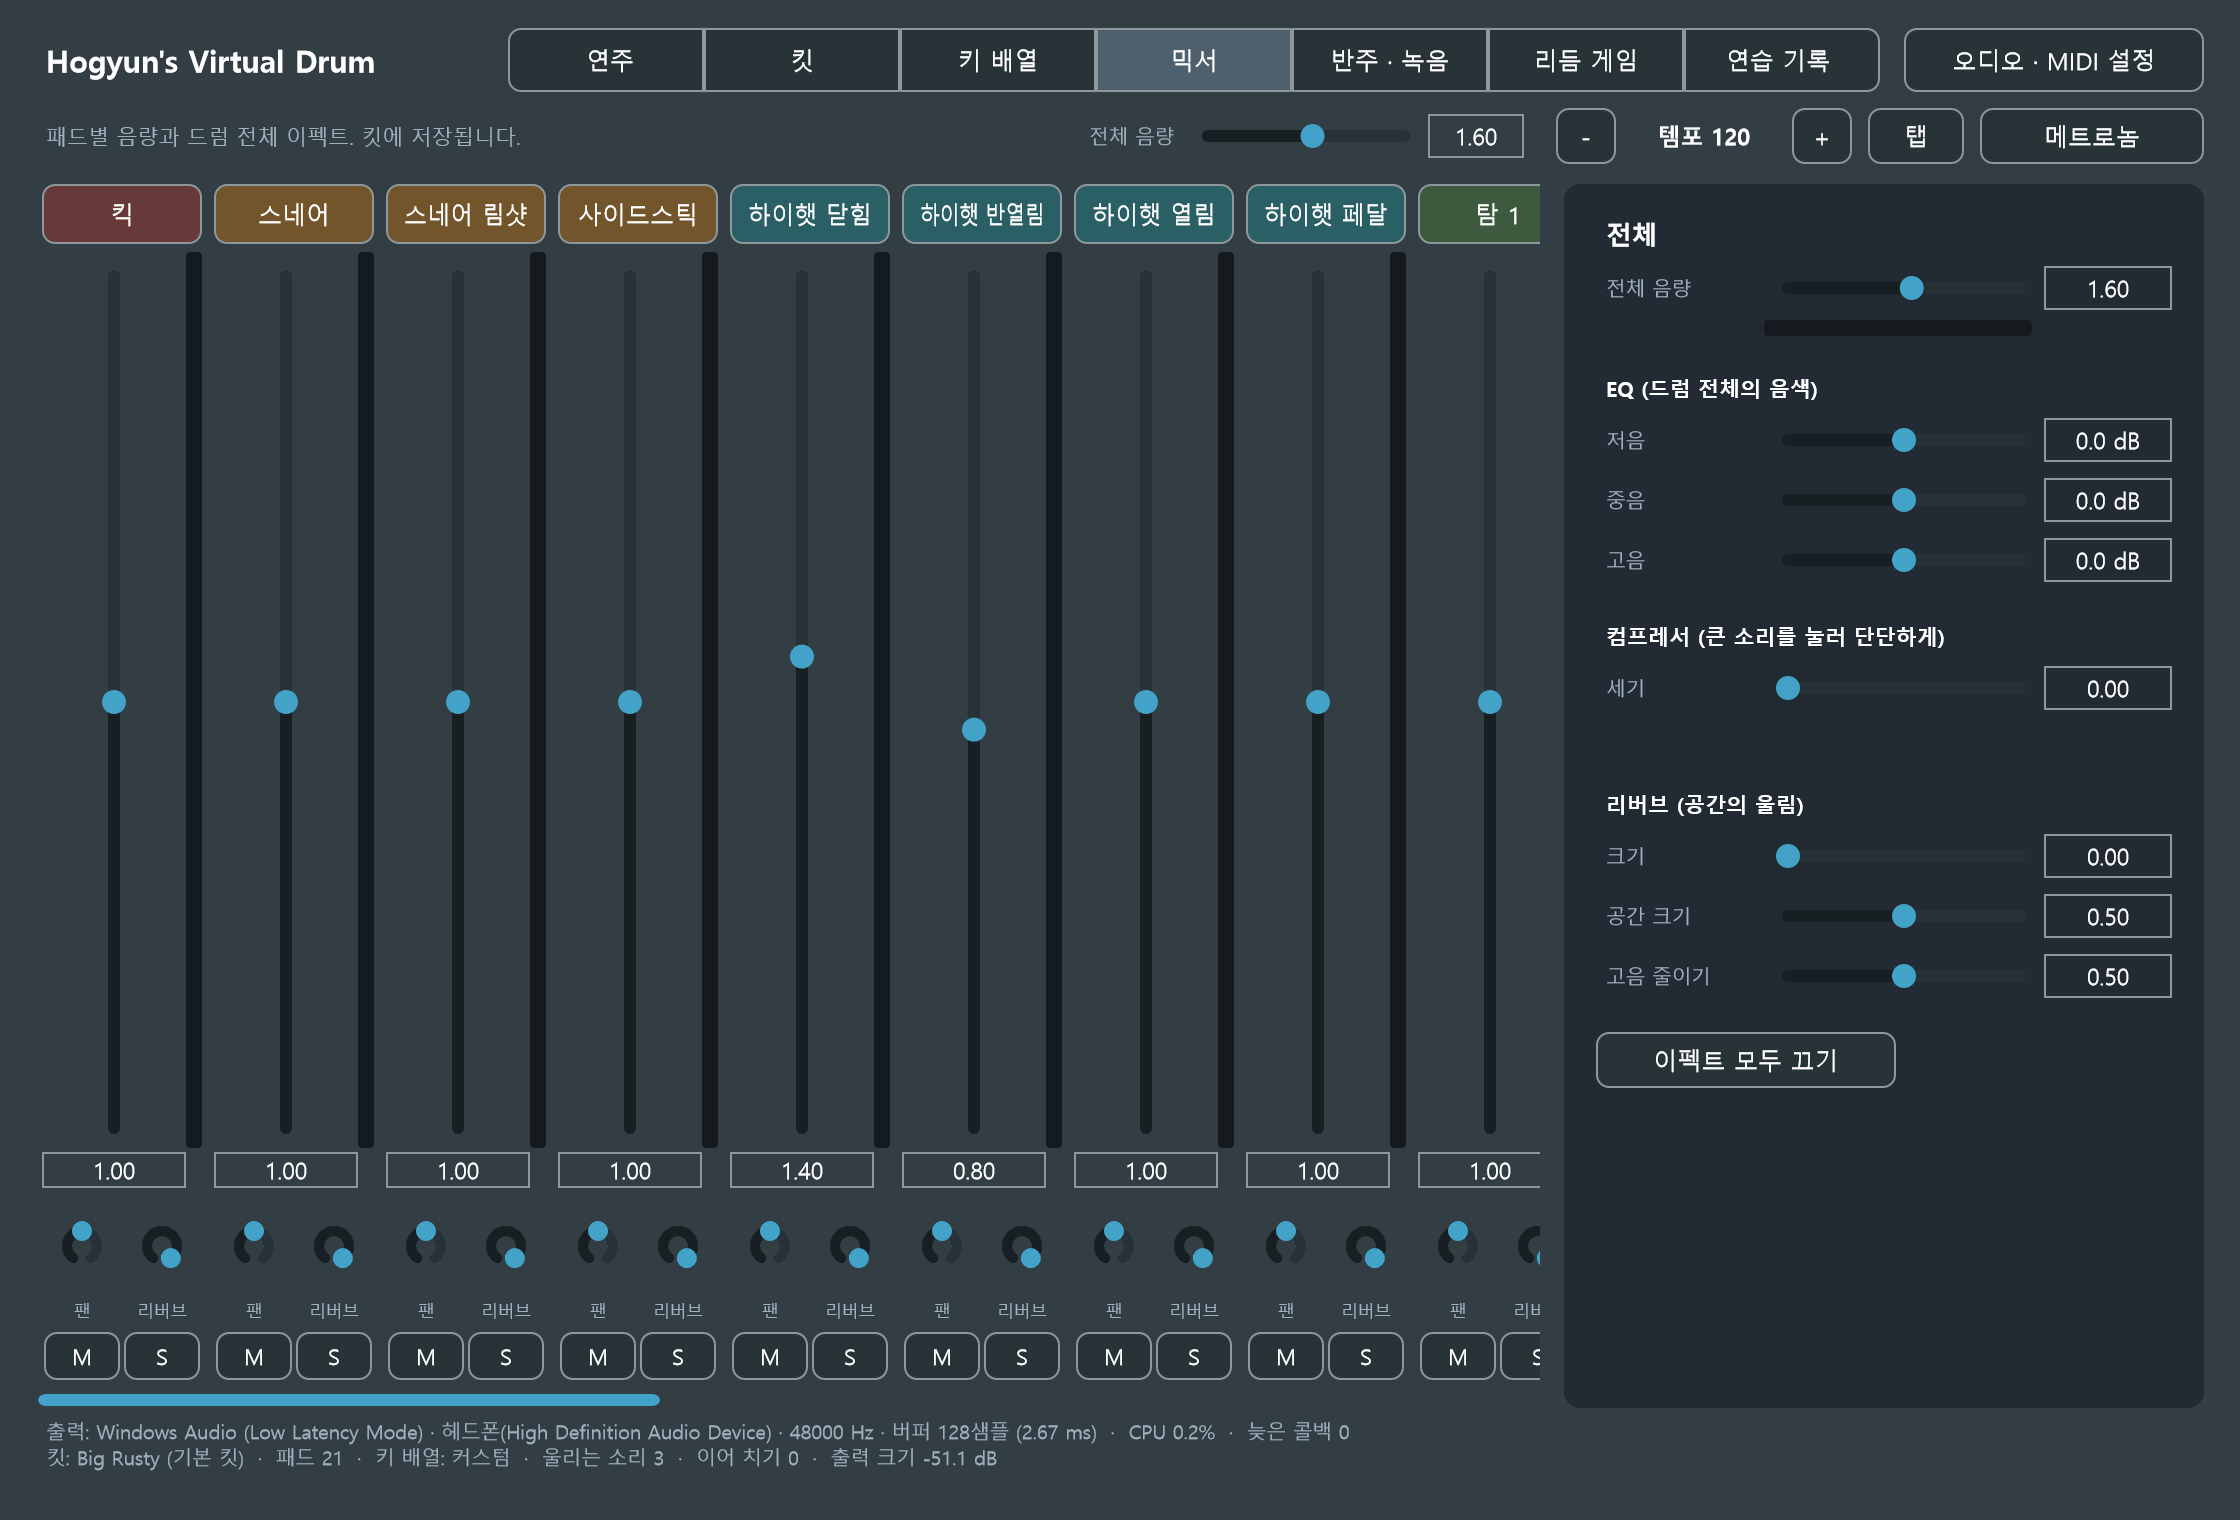 Hogyun's Virtual Drum
연주
킷
키 배열
믹서
반주 · 녹음
리듬 게임
연습 기록
오디오 · MIDI 설정
패드별 음량과 드럼 전체 이펙트. 킷에 저장됩니다.
전체 음량
1.60
-
템포 120
+
탭
메트로놈
킥
스네어
스네어 림샷
사이드스틱
하이햇 닫힘
하이햇 반열림
하이햇 열림
하이햇 페달
탐 1
1.00
1.00
1.00
1.00
1.40
0.80
1.00
1.00
1.00
팬 리버브
팬 리버브
팬 리버브
팬 리버브
팬 리버브
팬 리버브
팬 리버브
팬 리버브
팬
M S
M S
M S
M S
M S
M S
M S
M S
M S
전체
전체 음량 1.60
EQ (드럼 전체의 음색)
저음 0.0 dB
중음 0.0 dB
고음 0.0 dB
컴프레서 (큰 소리를 눌러 단단하게)
세기 0.00
리버브 (공간의 울림)
크기 0.00
공간 크기 0.50
고음 줄이기 0.50
이펙트 모두 끄기
출력: Windows Audio (Low Latency Mode) · 헤드폰(High Definition Audio Device) · 48000 Hz · 버퍼 128샘플 (2.67 ms) · CPU 0.2% · 늦은 콜백 0
킷: Big Rusty (기본 킷) · 패드 21 · 키 배열: 커스텀 · 울리는 소리 3 · 이어 치기 0 · 출력 크기 -51.1 dB